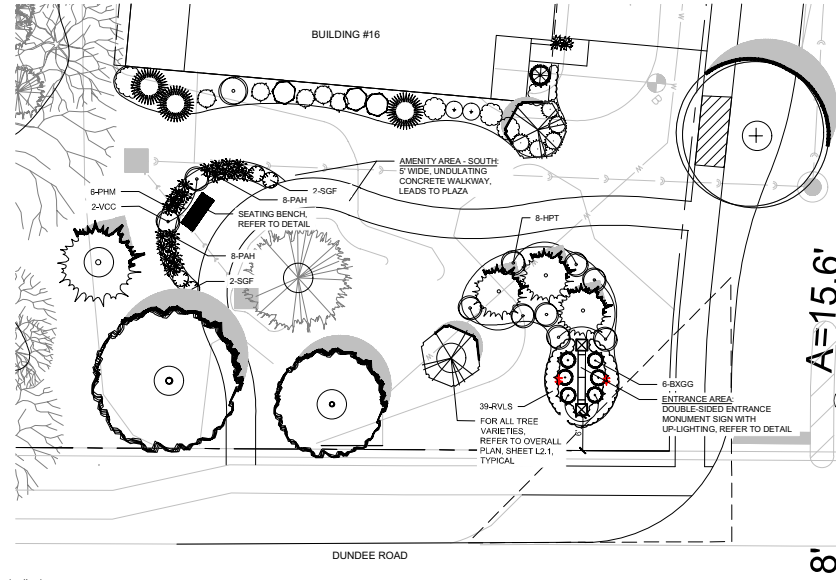 BUILDING #16
AMENITY AREA - SOUTH:
5' WIDE, UNDULATING
CONCRETE WALKWAY,
LEADS TO PLAZA
6-PHM
2-VCC
2-SGF
8-PAH
SEATING BENCH,
REFER TO DETAIL
8-HPT
8-PAH
2-SGF
A=15.6'
6-BXGG
ENTRANCE AREA:
DOUBLE-SIDED ENTRANCE
MONUMENT SIGN WITH
UP-LIGHTING, REFER TO DETAIL
39-RVLS
FOR ALL TREE
VARIETIES,
REFER TO OVERALL
PLAN, SHEET L2.1,
TYPICAL
DUNDEE ROAD
8'